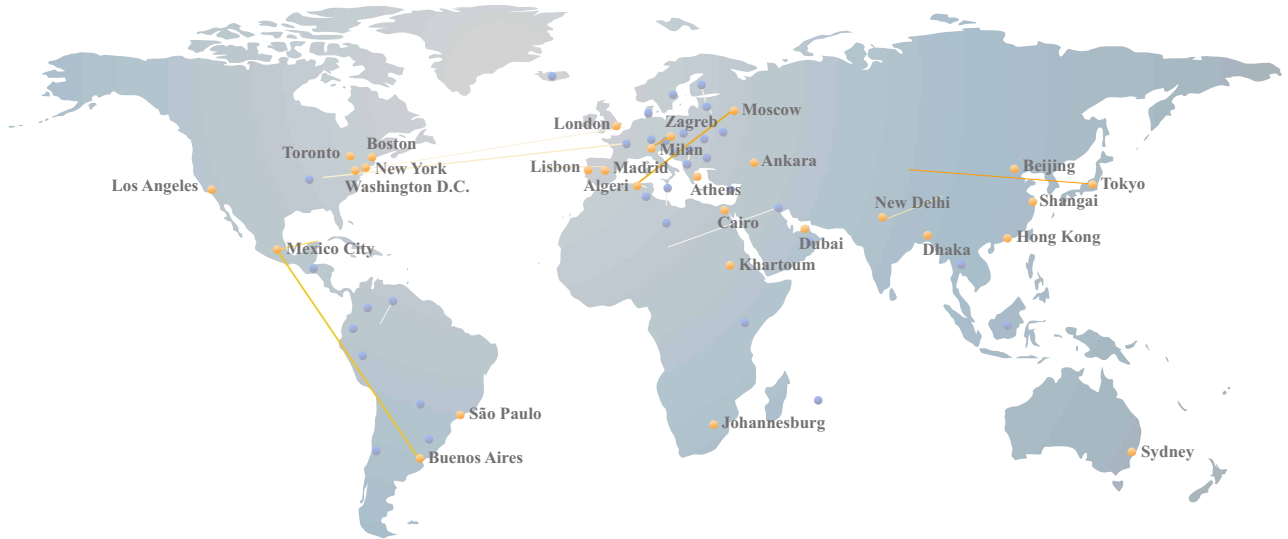 Moscow
Zagreb
London
Boston
Toronto
Milan
Ankara
Lisbon
Madrid
New York
Beijing
Algeri
Washington D.C.
Los Angeles
Athens
Tokyo
New Delhi
Shangai
Cairo
Hong Kong
Dubai
Mexico City
Dhaka
Khartoum
São Paulo
Johannesburg
Sydney
Buenos Aires